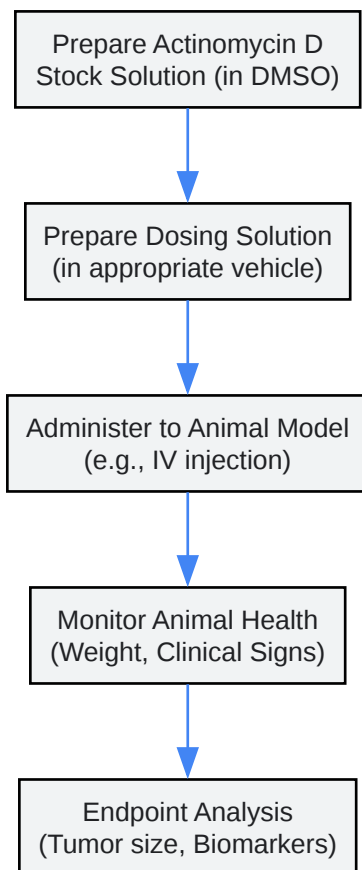 Prepare Actinomycin D
Stock Solution (in DMSO)
Prepare Dosing Solution
(in appropriate vehicle)
Administer to Animal Model
(e.g., IV injection)
Monitor Animal Health
(Weight, Clinical Signs)
Endpoint Analysis
(Tumor size, Biomarkers)